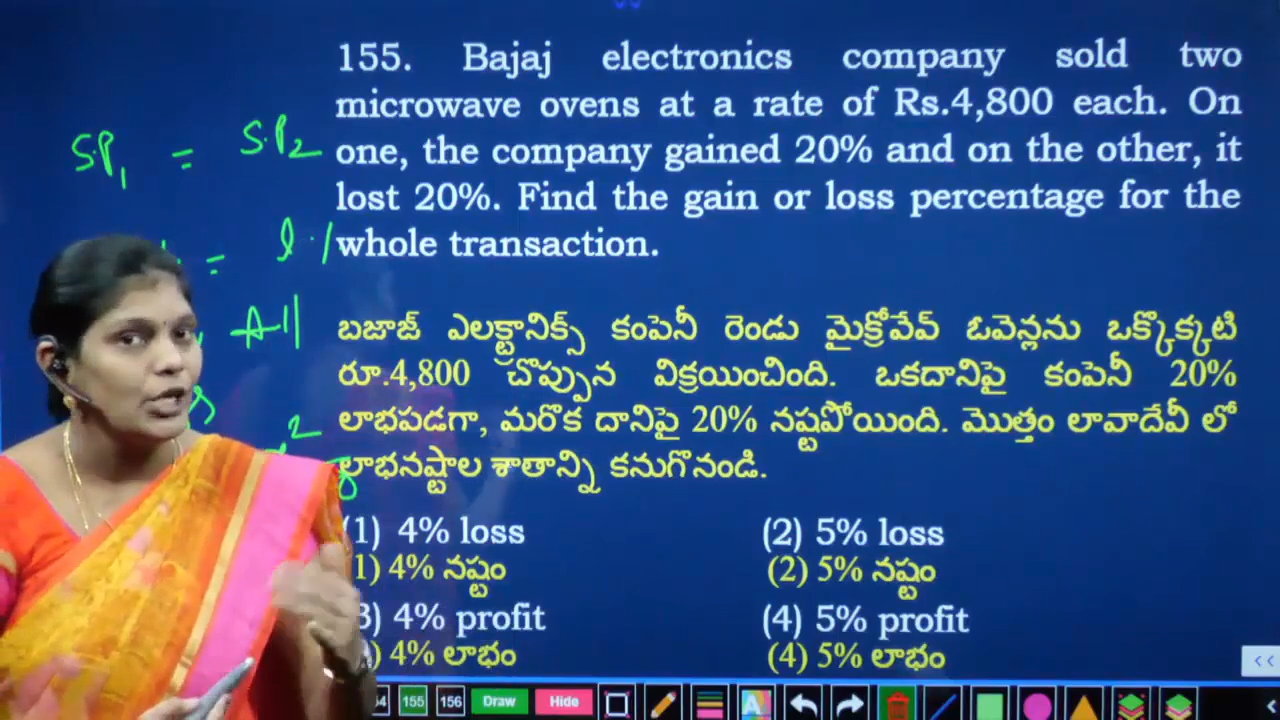 155. Bajaj electronics company sold two
microwave ovens at a rate of Rs.4,800 each. On
one, the company gained 20% and on the other, it
lost 20%. Find the gain or loss percentage for the
whole transaction.
S.P1 = S.P2
= l.%
బజాజ్ ఎలక్ట్రానిక్స్ కంపెనీ రెండు మైక్రోవేవ్ ఓవెన్లను ఒక్కొక్కటి
రూ.4,800 చొప్పున విక్రయించింది. ఒకదానిపై కంపెనీ 20%
లాభపడగా, మరొక దానిపై 20% నష్టపోయింది. మొత్తం లావాదేవీ లో
లాభనష్టాల శాతాన్ని కనుగొనండి.
(1) 4% loss (2) 5% loss
1) 4% నష్టం (2) 5% నష్టం
3) 4% profit (4) 5% profit
) 4% లాభం (4) 5% లాభం
<<
54 155 156 Draw Hide A